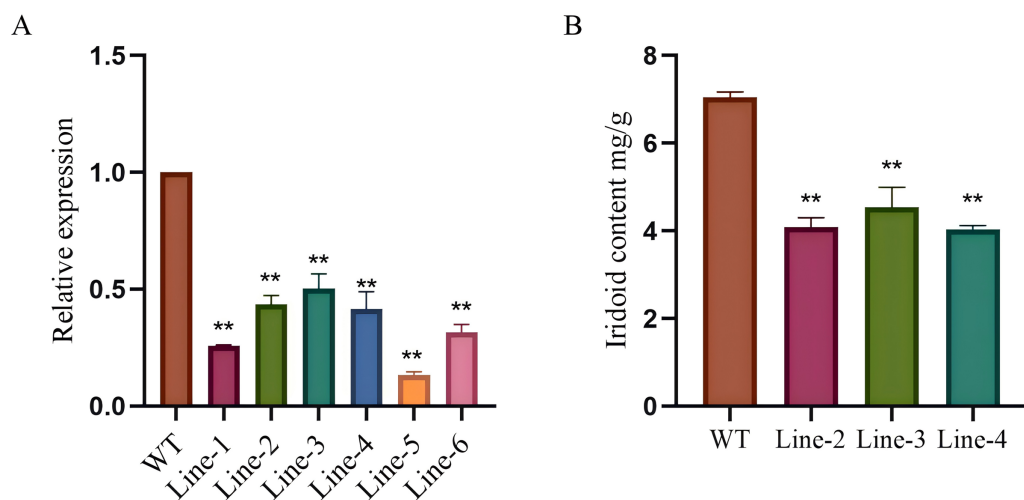 A
Relative expression
1.5
1.0
0.5
0.0
**
**
**
**
**
**
WT
Line-1
Line-2
Line-3
Line-4
Line-5
Line-6
B
Iridoid content mg/g
8
6
4
2
0
**
**
**
WT
Line-2
Line-3
Line-4